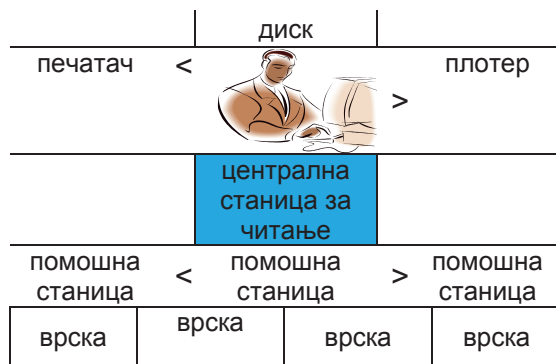 диск
печатач < > плотер
централна
станица за
читање
помошна < помошна > помошна
станица станица станица
врска врска врска врска